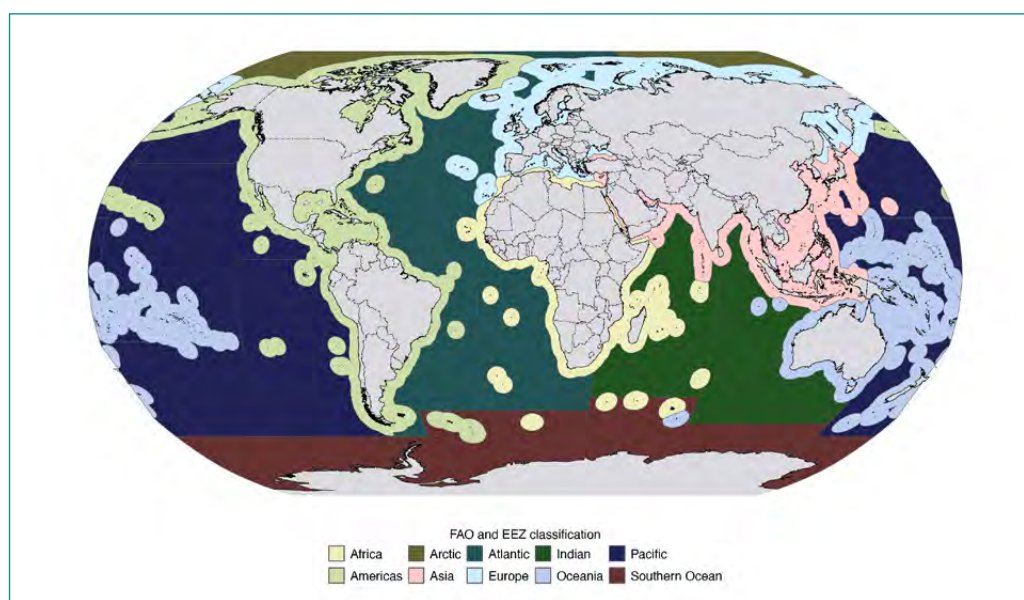 FAO and EEZ classification
Africa Arctic Atlantic Indian Pacific
Americas Asia Europe Oceania Southern Ocean